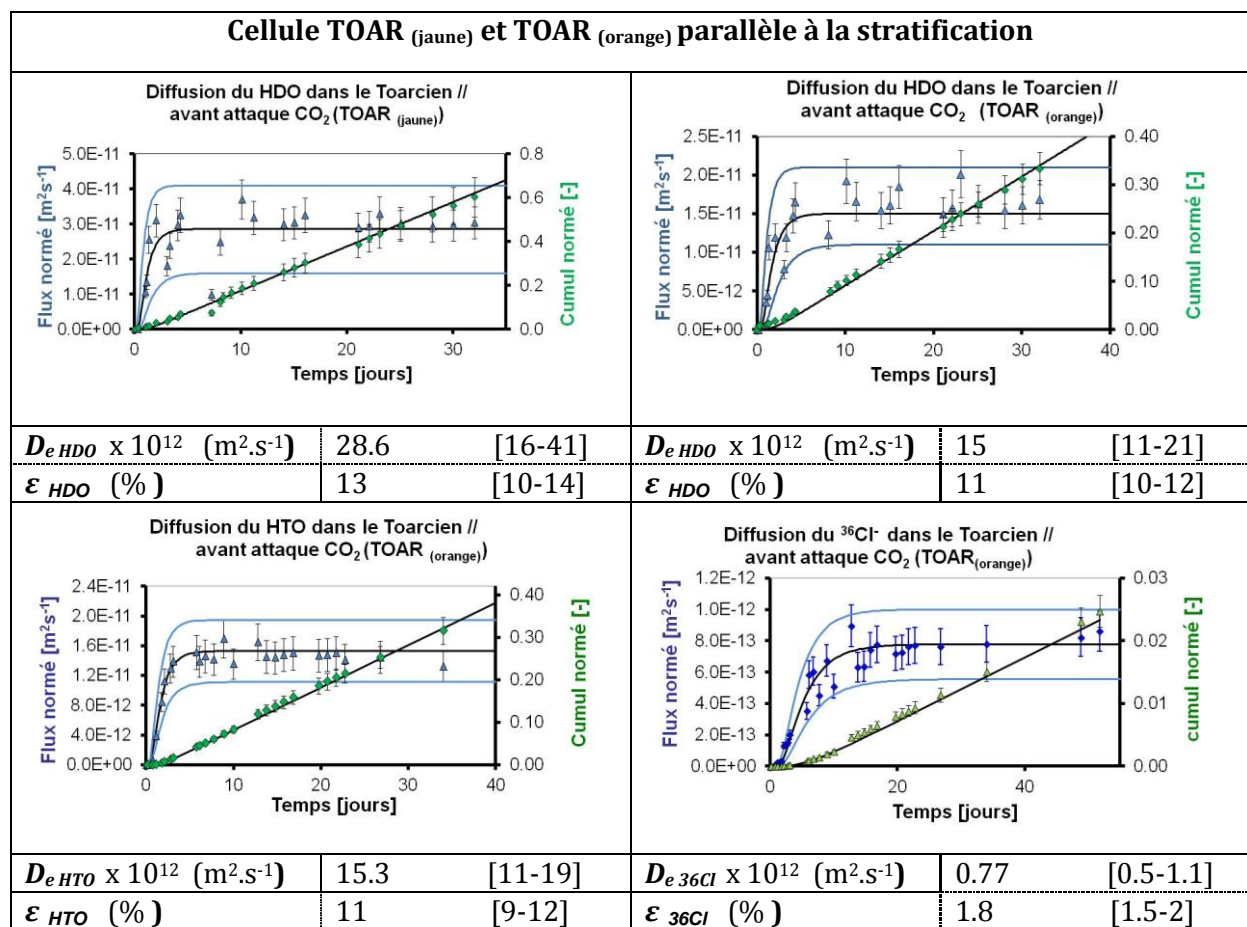 Cellule TOAR (jaune) et TOAR (orange) parallèle à la stratification
Diffusion du HDO dans le Toarcien //
avant attaque CO2 (TOAR (jaune))
Flux normé [m²s⁻¹]
5.0E-11
4.0E-11
3.0E-11
2.0E-11
1.0E-11
0.0E+00
0.8
0.6
0.4
0.2
0.0
Cumul normé [-]
0 10 20 30
Temps [jours]
Diffusion du HDO dans le Toarcien //
avant attaque CO2 (TOAR (orange)
Flux normé [m²s⁻¹]
2.5E-11
2.0E-11
1.5E-11
1.0E-11
5.0E-12
0.0E+00
0.40
0.30
0.20
0.10
0.00
Cumul normé [-]
0 10 20 30 40
Temps [jours]
De HDO x 10¹² (m².s⁻¹) 28.6 [16-41]
De HDO x 10¹² (m².s⁻¹) 15 [11-21]
ε HDO (%) 13 [10-14]
ε HDO (%) 11 [10-12]
Diffusion du HTO dans le Toarcien //
avant attaque CO2 (TOAR (orange)
Flux normé [m²s⁻¹]
2.4E-11
2.0E-11
1.6E-11
1.2E-11
8.0E-12
4.0E-12
0.0E+00
0.40
0.30
0.20
0.10
0.00
Cumul normé [-]
0 10 20 30 40
Temps [jours]
Diffusion du ³⁶Cl⁻ dans le Toarcien //
avant attaque CO2 (TOAR(orange)
Flux normé [m²s⁻¹]
1.2E-12
1.0E-12
8.0E-13
6.0E-13
4.0E-13
2.0E-13
0.0E+00
0.03
0.02
0.01
0.00
cumul normé [-]
0 20 40
Temps [jours]
De HTO x 10¹² (m².s⁻¹) 15.3 [11-19]
De 36Cl x 10¹² (m².s⁻¹) 0.77 [0.5-1.1]
ε HTO (%) 11 [9-12]
ε 36Cl (%) 1.8 [1.5-2]